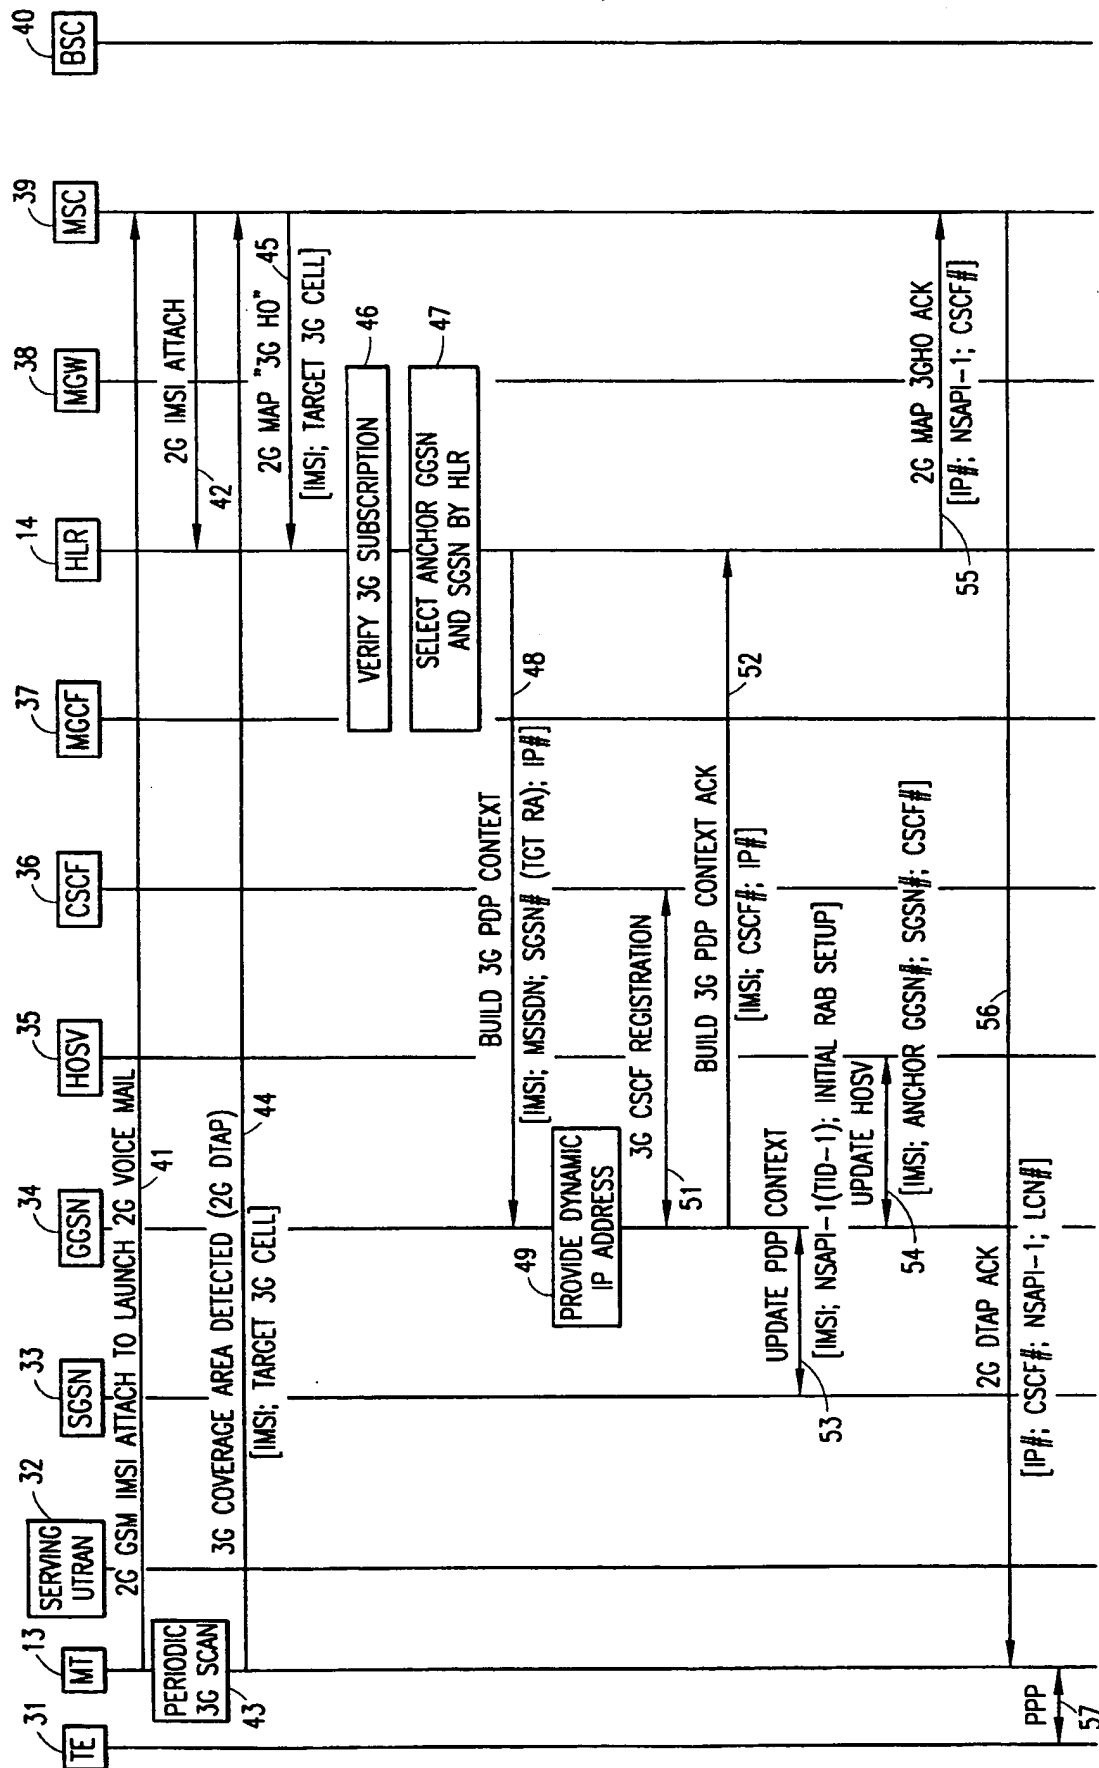 31
TE
13
MT
32
SERVING
UTRAN
33
SGSN
34
GGSN
35
HOSV
36
CSCF
37
MGCF
14
HLR
38
MGW
39
MSC
40
BSC
2G GSM IMSI ATTACH TO LAUNCH 2G VOICE MAIL
41
2G IMSI ATTACH
42
PERIODIC
3G SCAN
43
3G COVERAGE AREA DETECTED (2G DTAP)
44
[IMSI; TARGET 3G CELL]
2G MAP "3G HO"
45
[IMSI; TARGET 3G CELL]
VERIFY 3G SUBSCRIPTION
46
SELECT ANCHOR GGSN
AND SGSN BY HLR
47
BUILD 3G PDP CONTEXT
48
[IMSI; MSISDN; SGSN# (TGT RA); IP#]
49
PROVIDE DYNAMIC
IP ADDRESS
3G CSCF REGISTRATION
51
BUILD 3G PDP CONTEXT ACK
52
[IMSI; CSCF#; IP#]
UPDATE PDP CONTEXT
53
[IMSI; NSAPI-1(TID-1); INITIAL RAB SETUP]
UPDATE HOSV
54
[IMSI; ANCHOR GGSN#; SGSN#; CSCF#]
2G MAP 3GHO ACK
55
[IP#; NSAPI-1; CSCF#]
2G DTAP ACK
56
[IP#; CSCF#; NSAPI-1; LCN#]
PPP
57